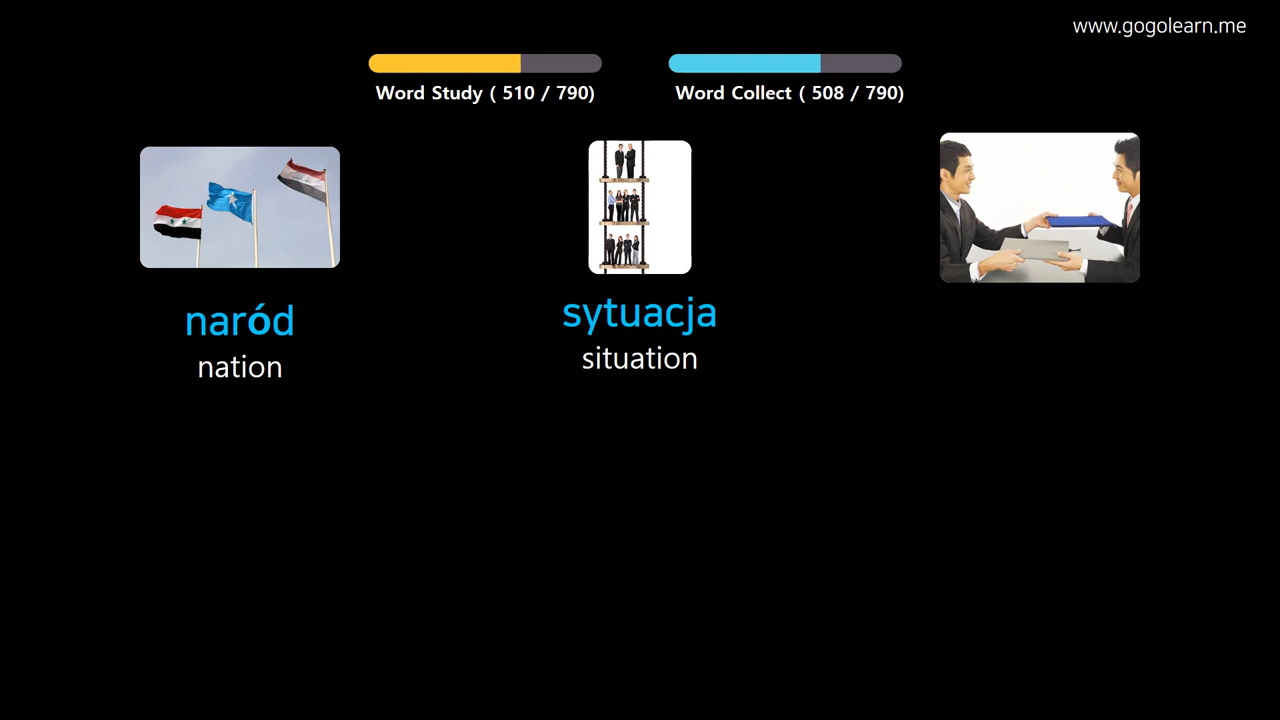 www.gogolearn.me
Word Study ( 510 / 790)
Word Collect ( 508 / 790)
naród
nation
sytuacja
situation